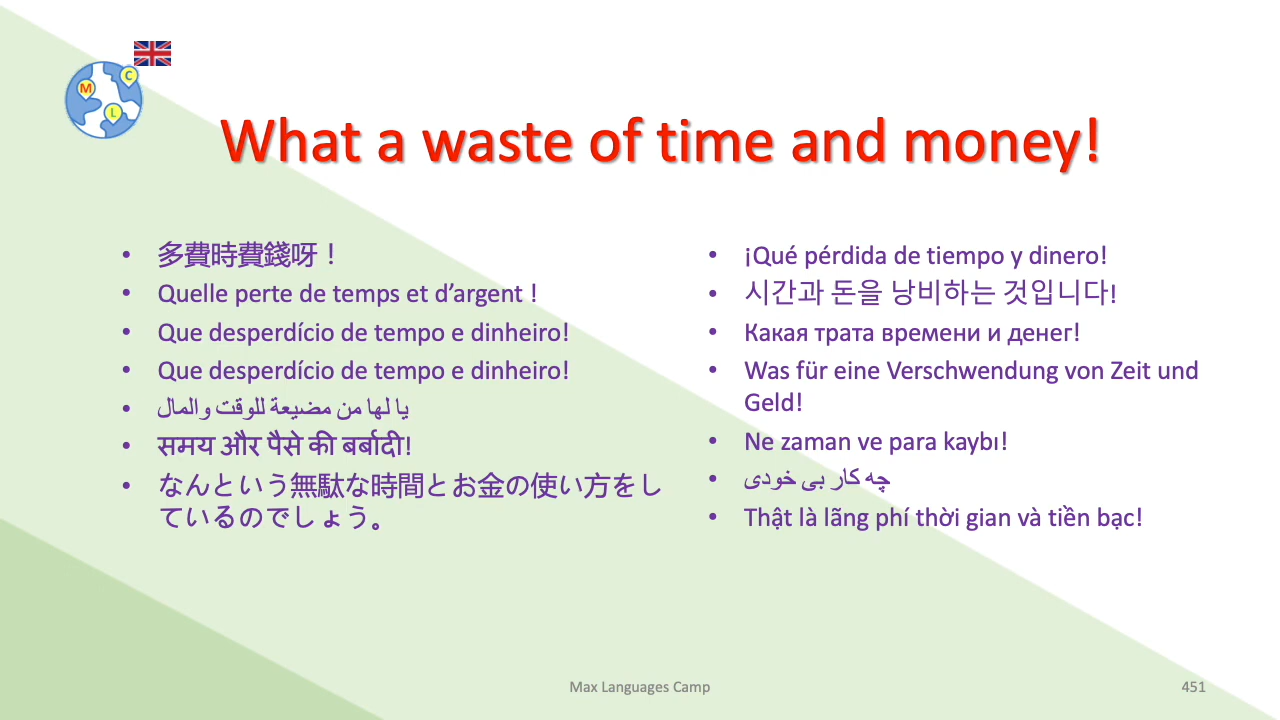 M
C
L
What a waste of time and money!
• 多費時費錢呀！
• Quelle perte de temps et d’argent !
• Que desperdício de tempo e dinheiro!
• Que desperdício de tempo e dinheiro!
• يا لها من مضيعة للوقت والمال
• समय और पैसे की बर्बादी!
• なんという無駄な時間とお金の使い方をし
ているのでしょう。
• ¡Qué pérdida de tiempo y dinero!
• 시간과 돈을 낭비하는 것입니다!
• Какая трата времени и денег!
• Was für eine Verschwendung von Zeit und
Geld!
• Ne zaman ve para kaybı!
• چه کار بی خودی
• Thật là lãng phí thời gian và tiền bạc!
Max Languages Camp
451